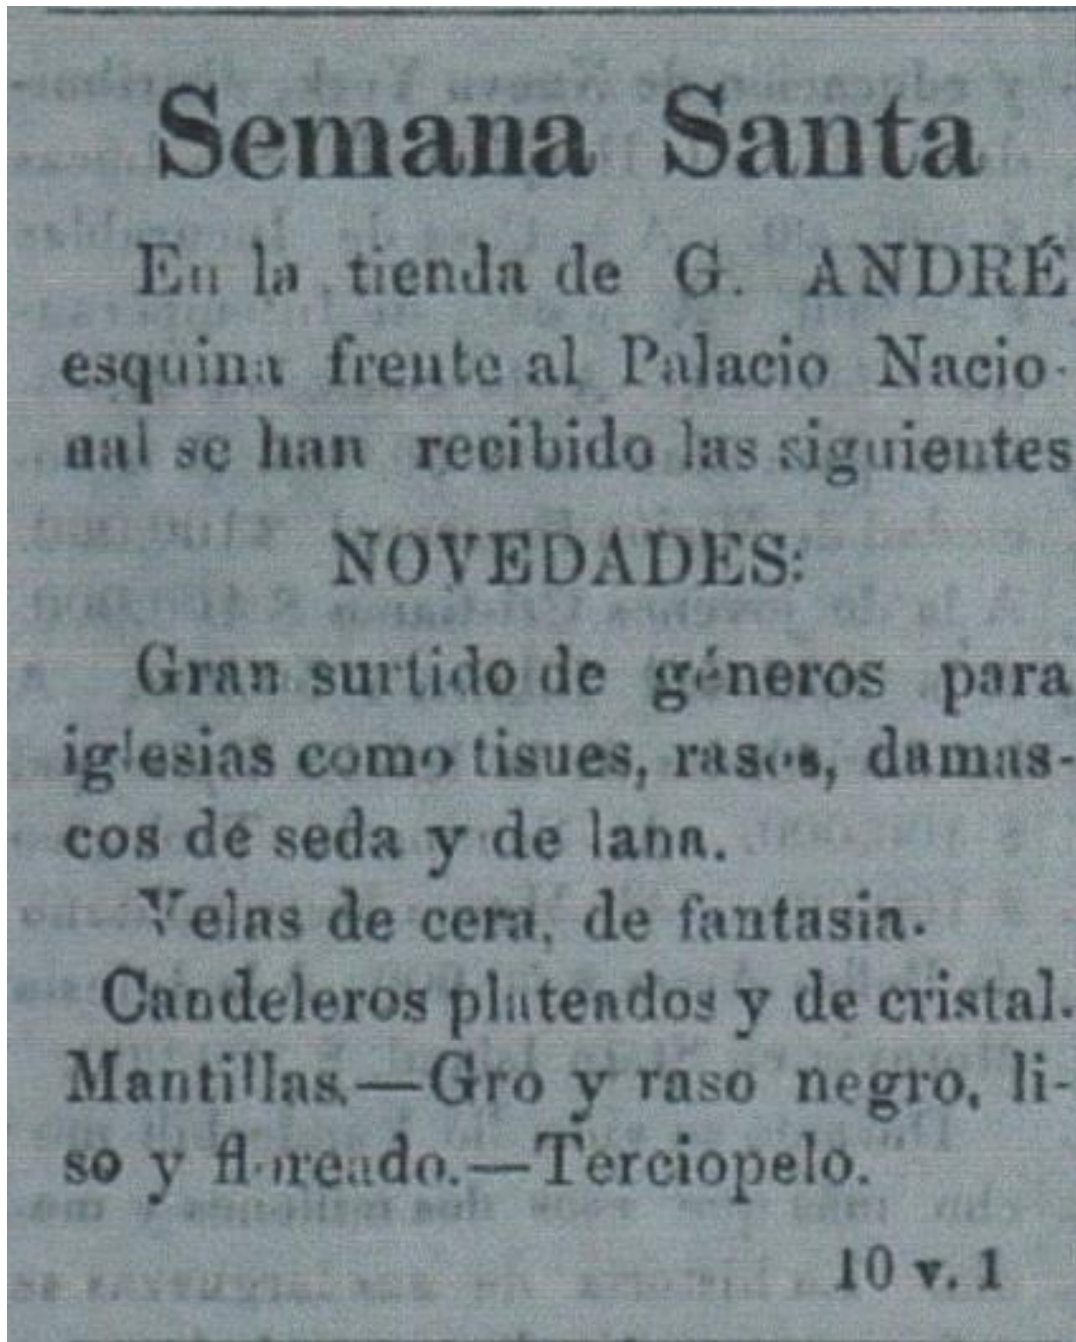 Semana Santa
En la tienda de G. ANDRÉ
esquina frente al Palacio Nacio-
nal se han recibido las siguientes
NOVEDADES:
Gran surtido de géneros para
iglesias como tisues, rasos, damas-
cos de seda y de lana.
Velas de cera, de fantasia.
Candeleros plateados y de cristal.
Mantillas.—Gro y raso negro, li-
so y floreado.—Terciopelo.
10 v. 1